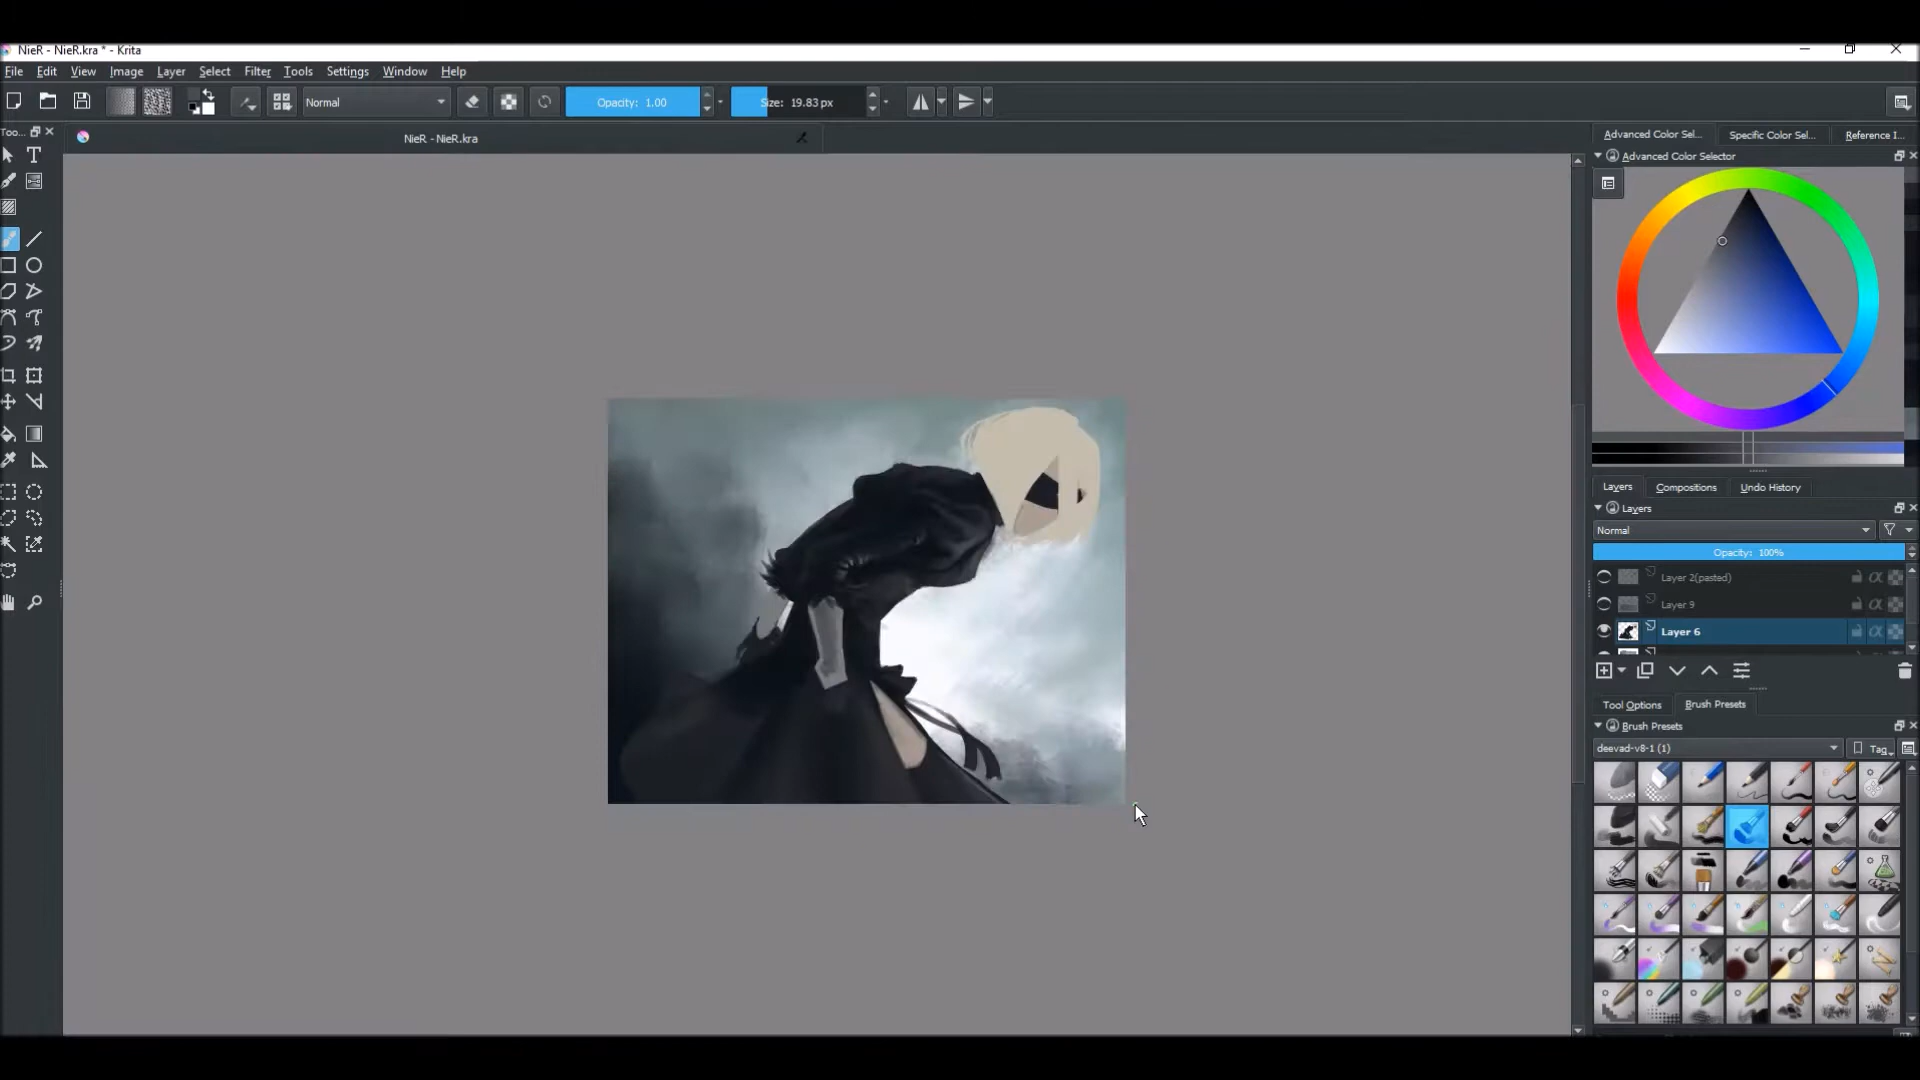 NieR - NieR.kra * - Krita
File Edit View Image Layer Select Filter Tools Settings Window Help
Normal Opacity: 1.00 Size: 19.83 px
Too...
NieR - NieR.kra
Advanced Color Sel... Specific Color Sel... Reference I...
Advanced Color Selector
Layers Compositions Undo History
Layers
Normal
Opacity: 100%
Layer 2(pasted)
Layer 9
Layer 6
Tool Options Brush Presets
Brush Presets
deevad-v8-1 (1) Tag